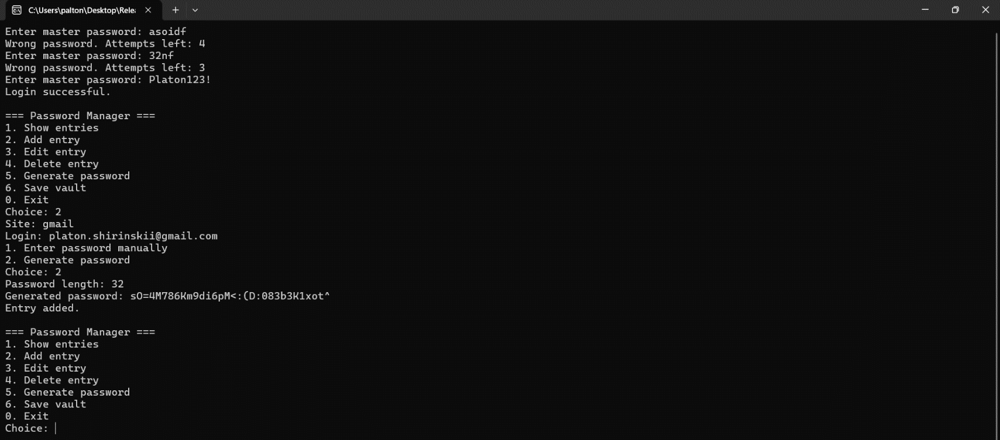 C:\Users\palton\Desktop\Rele
Enter master password: asoidf
Wrong password. Attempts left: 4
Enter master password: 32nf
Wrong password. Attempts left: 3
Enter master password: Platon123!
Login successful.
=== Password Manager ===
1. Show entries
2. Add entry
3. Edit entry
4. Delete entry
5. Generate password
6. Save vault
0. Exit
Choice: 2
Site: gmail
Login: platon.shirinskii@gmail.com
1. Enter password manually
2. Generate password
Choice: 2
Password length: 32
Generated password: sO=4M786Km9di6pM<:(D:083b3K1xot^
Entry added.
=== Password Manager ===
1. Show entries
2. Add entry
3. Edit entry
4. Delete entry
5. Generate password
6. Save vault
0. Exit
Choice: